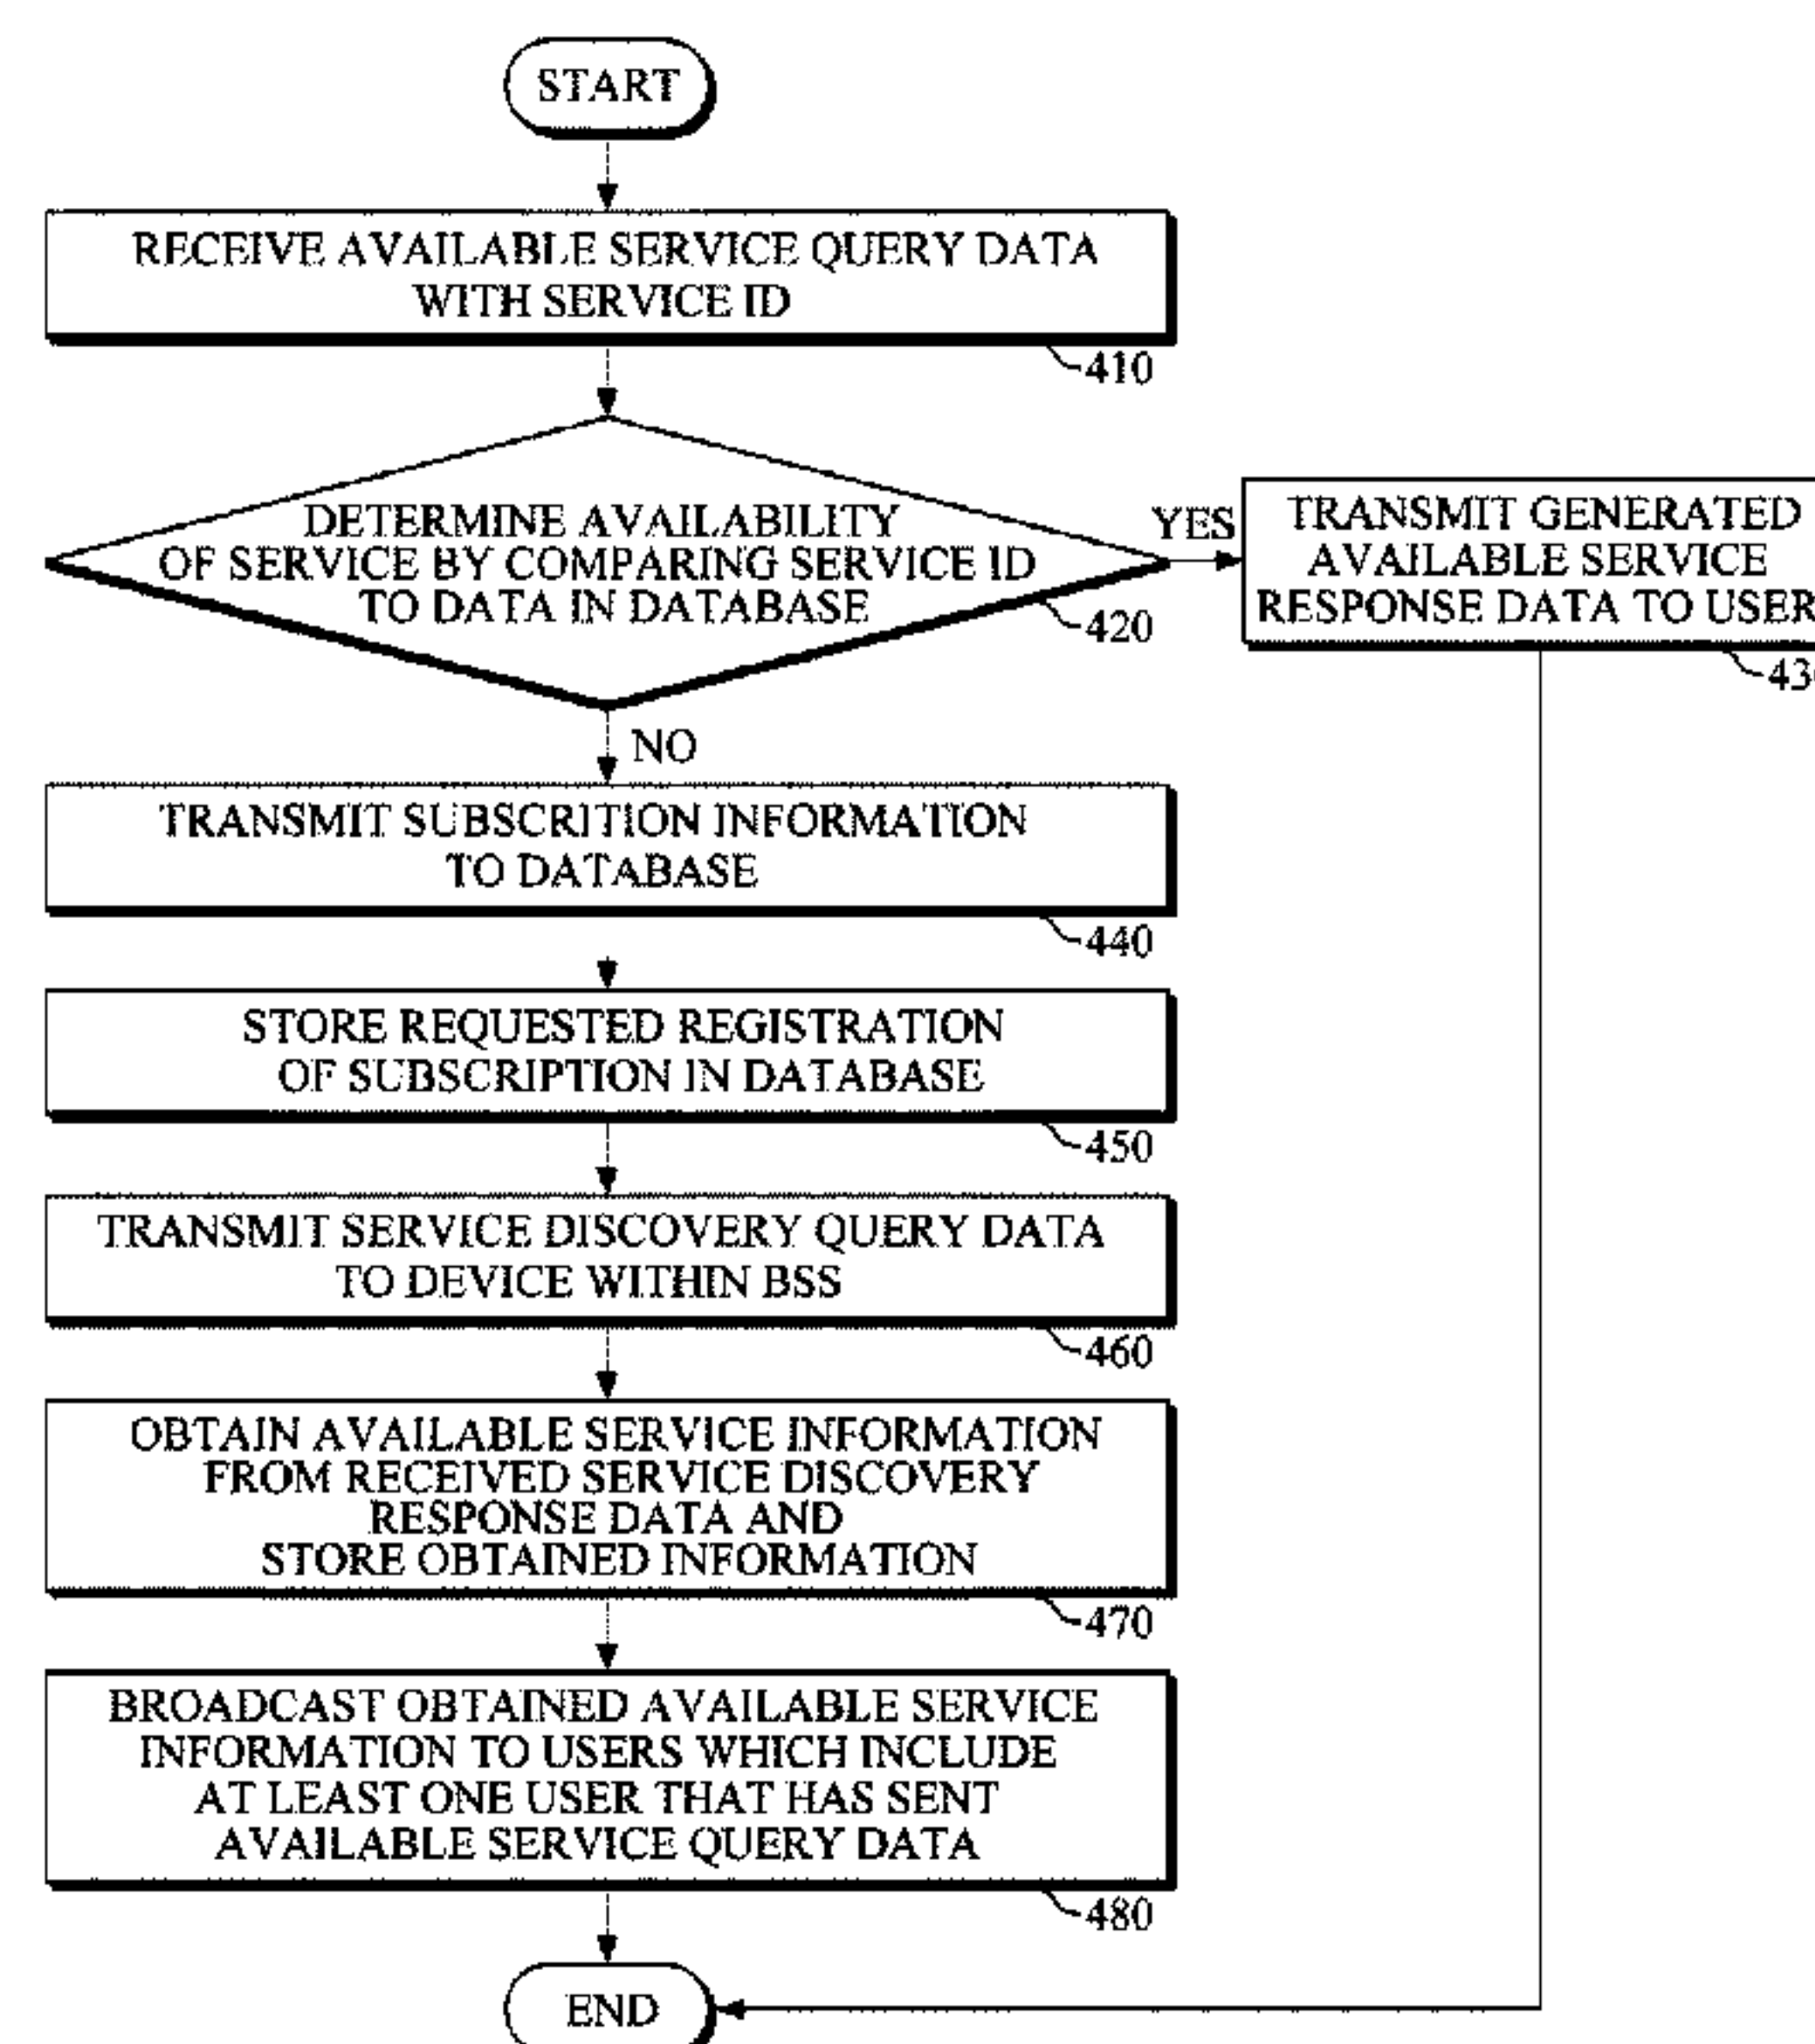 START
RECEIVE AVAILABLE SERVICE QUERY DATA
WITH SERVICE ID
410
DETERMINE AVAILABILITY
OF SERVICE BY COMPARING SERVICE ID
TO DATA IN DATABASE
420
YES
TRANSMIT GENERATED
AVAILABLE SERVICE
RESPONSE DATA TO USER
NO
TRANSMIT SUBSCRITION INFORMATION
TO DATABASE
440
STORE REQUESTED REGISTRATION
OF SUBSCRIPTION IN DATABASE
450
TRANSMIT SERVICE DISCOVERY QUERY DATA
TO DEVICE WITHIN BSS
460
OBTAIN AVAILABLE SERVICE INFORMATION
FROM RECEIVED SERVICE DISCOVERY
RESPONSE DATA AND
STORE OBTAINED INFORMATION
470
BROADCAST OBTAINED AVAILABLE SERVICE
INFORMATION TO USERS WHICH INCLUDE
AT LEAST ONE USER THAT HAS SENT
AVAILABLE SERVICE QUERY DATA
480
END